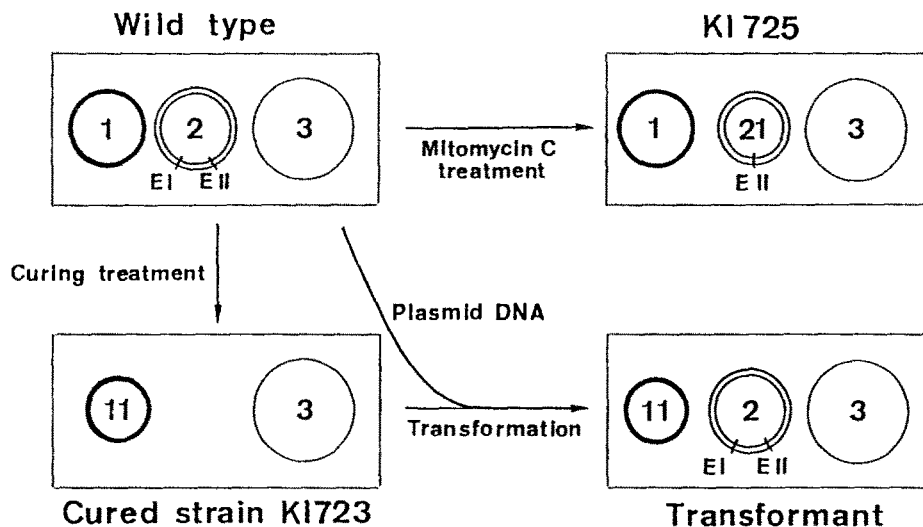 Wild type
KI725
1
2
3
EI
EII
Mitomycin C
treatment
1
21
3
EII
Curing treatment
Plasmid DNA
11
3
Transformation
11
2
3
EI
EII
Cured strain KI723
Transformant